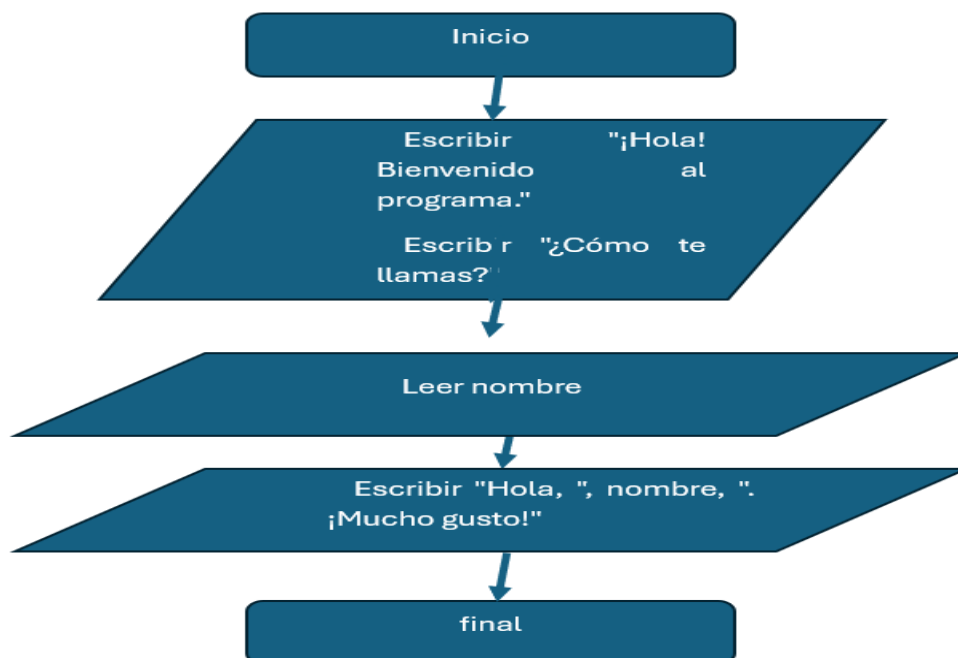 Inicio
Escribir "¡Hola!
Bienvenido al
programa."
Escribir "¿Cómo te
llamas?"
Leer nombre
Escribir "Hola, ", nombre, ".
¡Mucho gusto!"
final